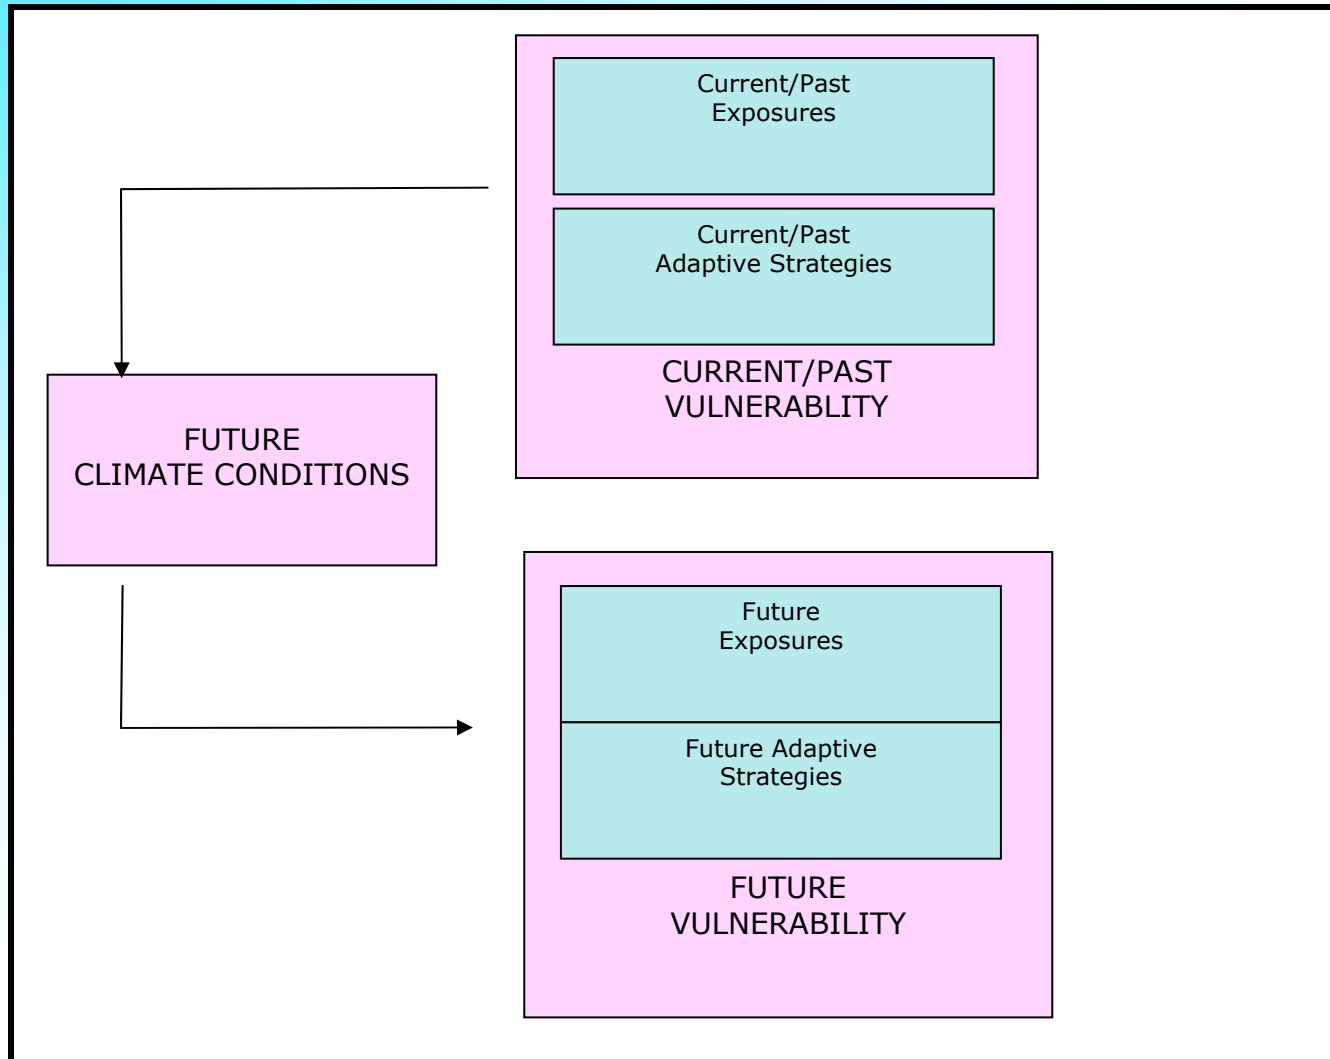 Current/Past
Exposures
Current/Past
Adaptive Strategies
CURRENT/PAST
VULNERABLITY
FUTURE
CLIMATE CONDITIONS
Future
Exposures
Future Adaptive
Strategies
FUTURE
VULNERABILITY